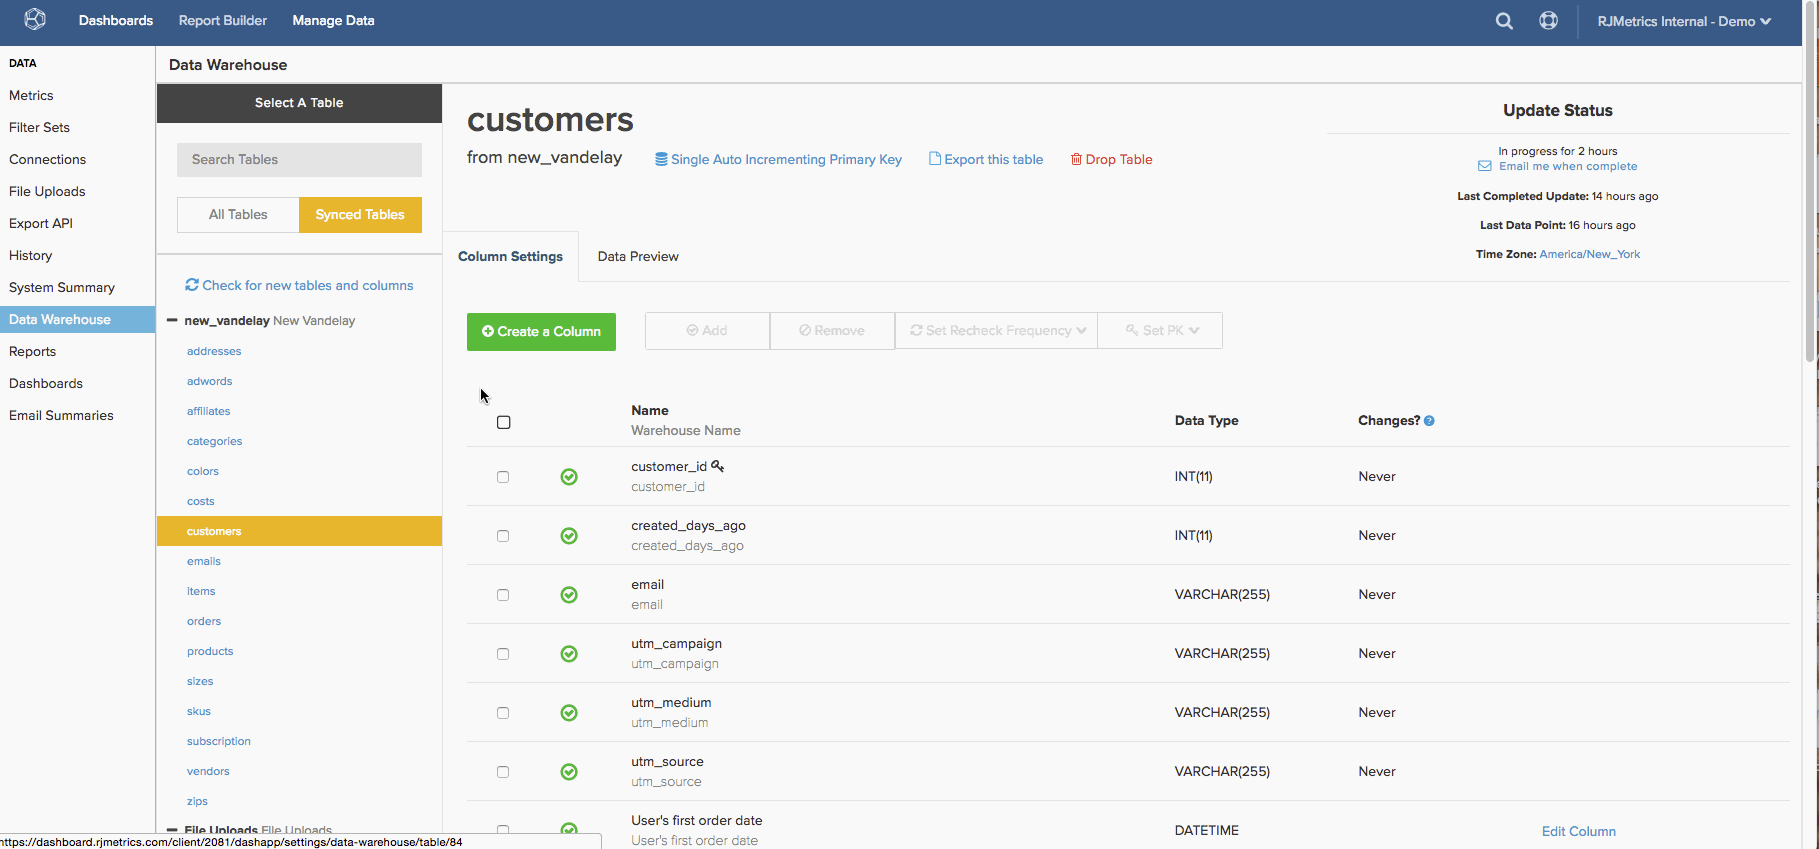 Dashboards Report Builder Manage Data RJMetrics Internal - Demo
DATA
Metrics
Filter Sets
Connections
File Uploads
Export API
History
System Summary
Data Warehouse
Reports
Dashboards
Email Summaries
Data Warehouse
Select A Table
Search Tables
All Tables Synced Tables
Check for new tables and columns
new_vandelay New Vandelay
addresses
adwords
affiliates
categories
colors
costs
customers
emails
items
orders
products
sizes
skus
subscription
vendors
zips
File Uploads File Uploads
customers
from new_vandelay Single Auto Incrementing Primary Key Export this table Drop Table
Update Status
In progress for 2 hours
Email me when complete
Last Completed Update: 14 hours ago
Last Data Point: 16 hours ago
Time Zone: America/New_York
Column Settings Data Preview
Create a Column Add Remove Set Recheck Frequency Set PK
Name
Warehouse Name
Data Type Changes? ?
customer_id
customer_id
INT(11) Never
created_days_ago
created_days_ago
INT(11) Never
email
email
VARCHAR(255) Never
utm_campaign
utm_campaign
VARCHAR(255) Never
utm_medium
utm_medium
VARCHAR(255) Never
utm_source
utm_source
VARCHAR(255) Never
User's first order date
User's first order date
DATETIME Edit Column
https://dashboard.rjmetrics.com/client/2081/dashapp/settings/data-warehouse/table/84